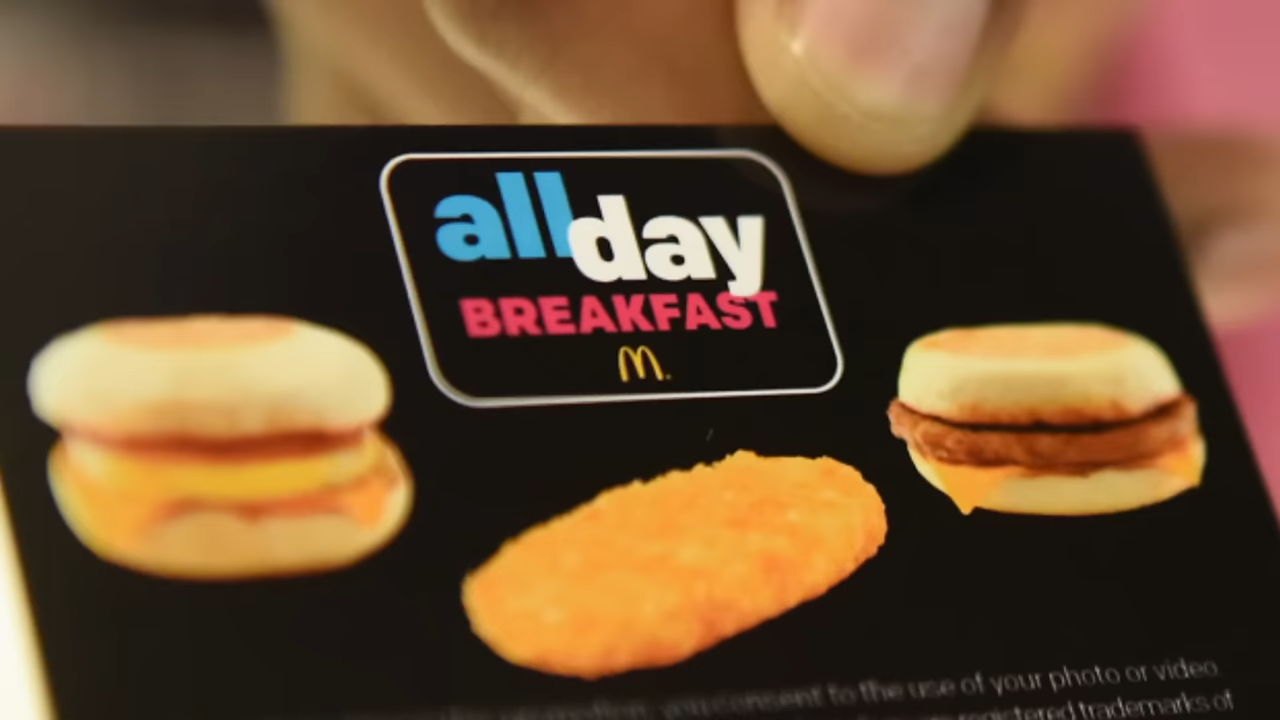 all day
BREAKFAST
M.
you consent to the use of your photo or video.
registered trademarks of